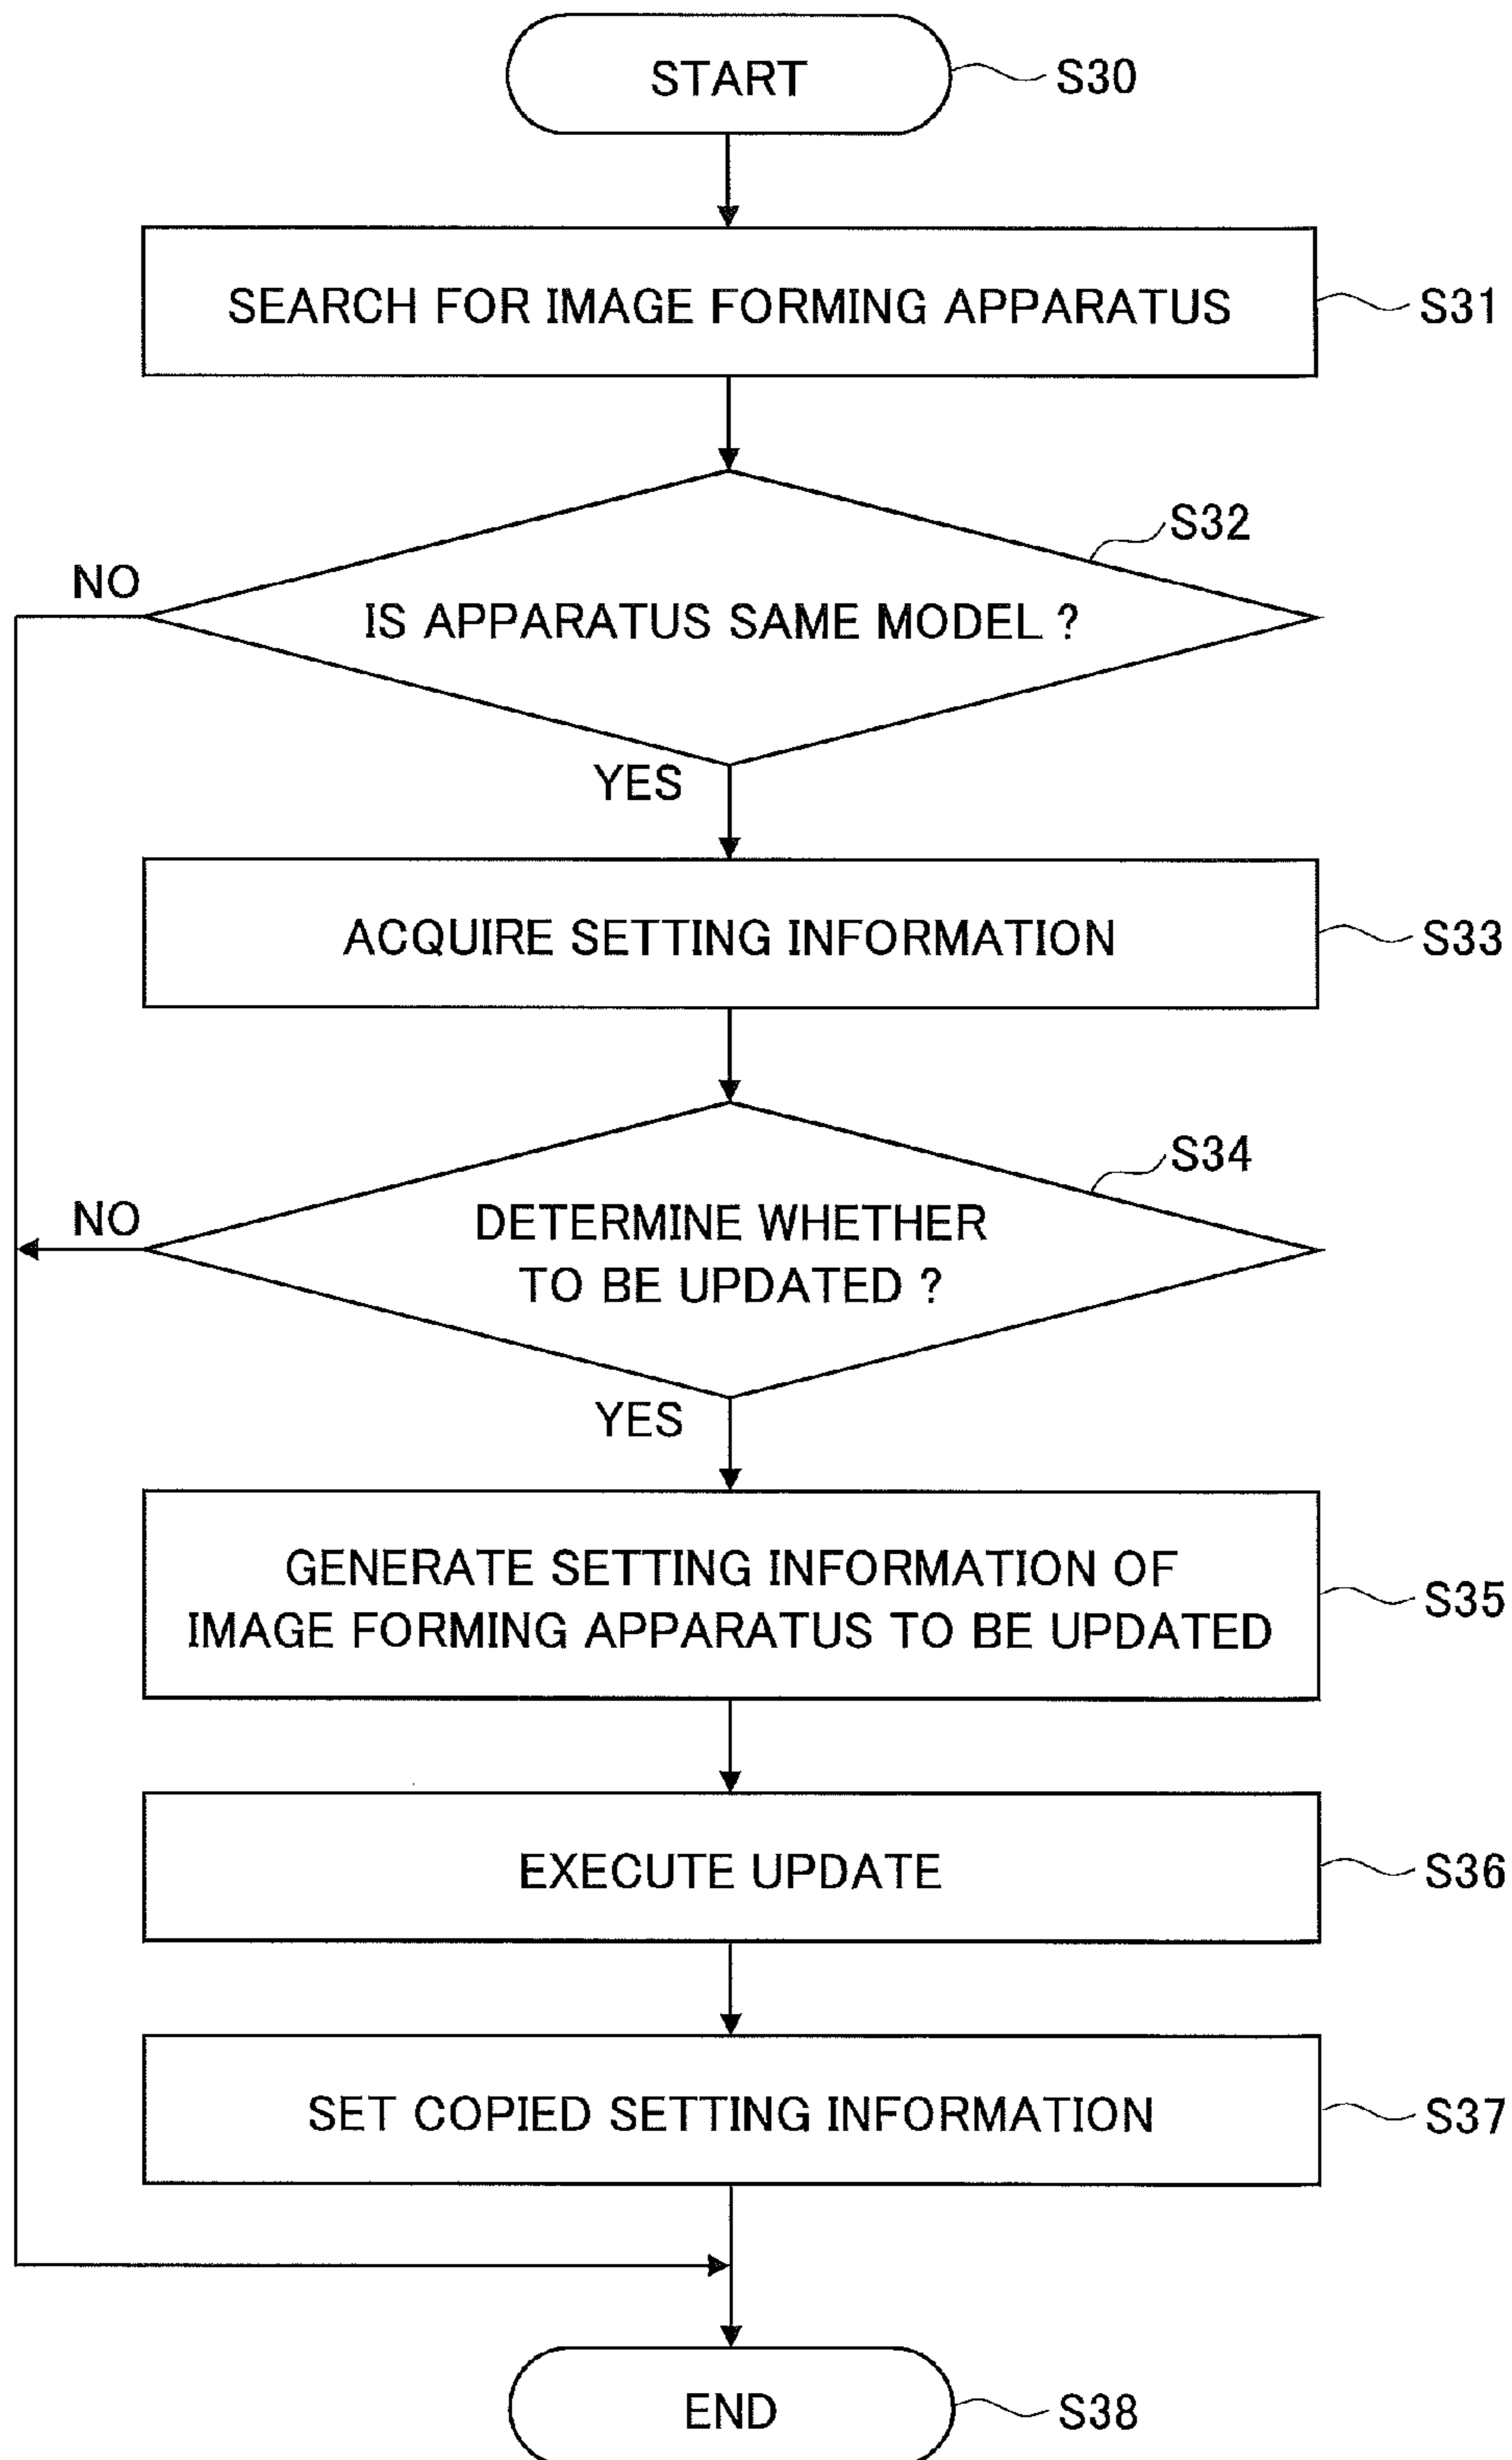 START
S30
SEARCH FOR IMAGE FORMING APPARATUS
S31
S32
NO
IS APPARATUS SAME MODEL ?
YES
ACQUIRE SETTING INFORMATION
S33
S34
NO
DETERMINE WHETHER
TO BE UPDATED ?
YES
GENERATE SETTING INFORMATION OF
IMAGE FORMING APPARATUS TO BE UPDATED
S35
EXECUTE UPDATE
S36
SET COPIED SETTING INFORMATION
S37
END
S38